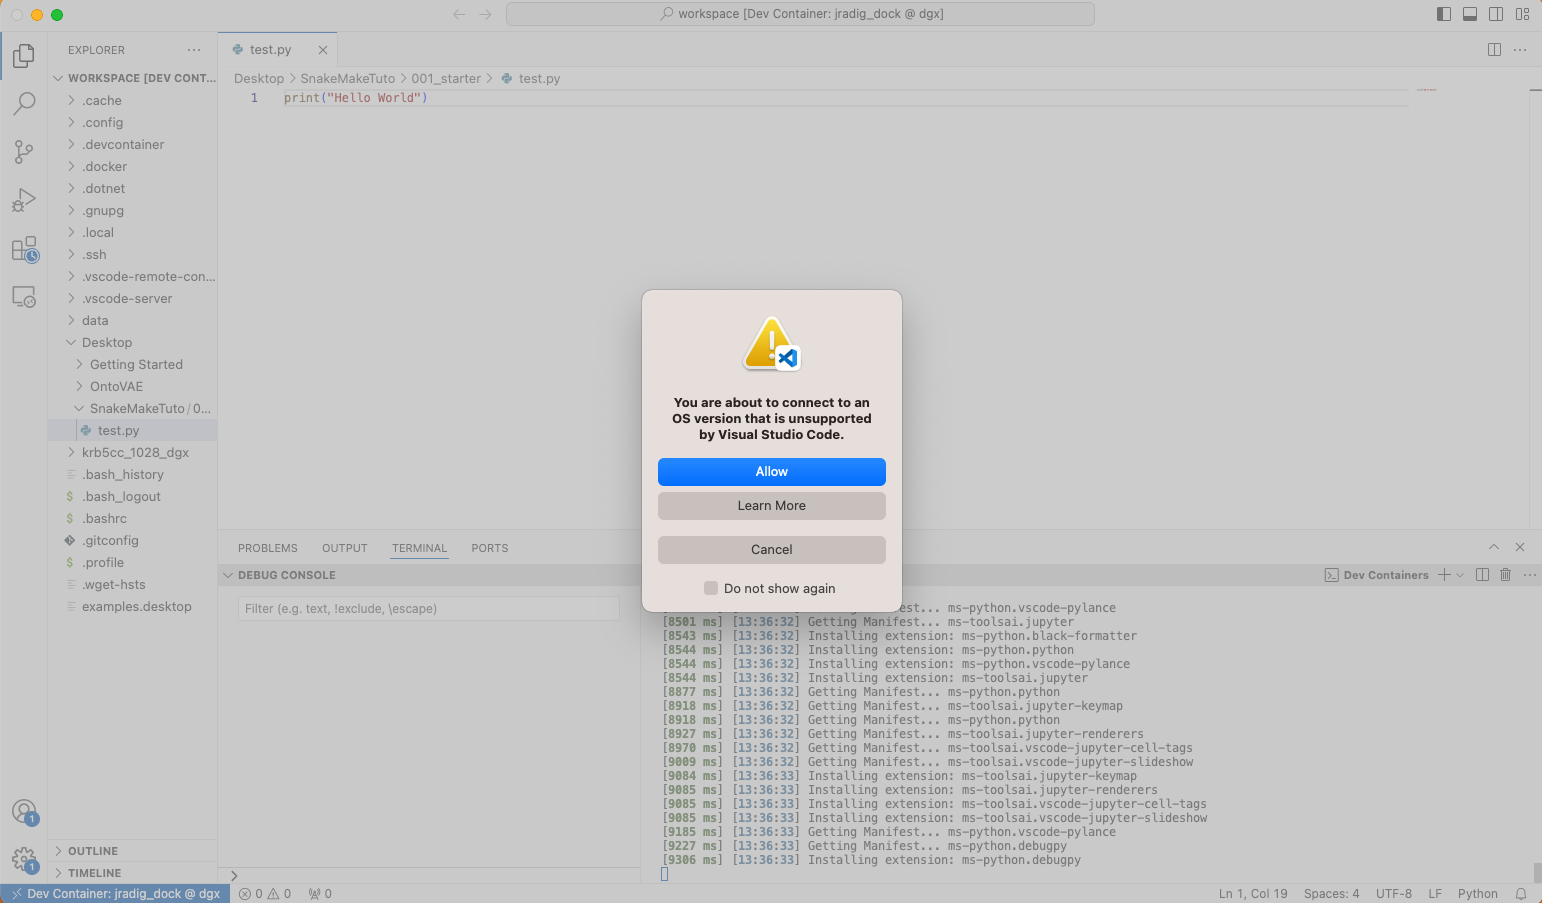 workspace [Dev Container: jradig_dock @ dgx]
EXPLORER
WORKSPACE [DEV CONT...
.cache
.config
.devcontainer
.docker
.dotnet
.gnupg
.local
.ssh
.vscode-remote-con...
.vscode-server
data
Desktop
Getting Started
OntoVAE
SnakeMakeTuto / 0...
test.py
krb5cc_1028_dgx
.bash_history
.bash_logout
.bashrc
.gitconfig
.profile
.wget-hsts
examples.desktop
OUTLINE
TIMELINE
1
1
test.py
Desktop > SnakeMakeTuto > 001_starter > test.py
1 print("Hello World")
You are about to connect to an
OS version that is unsupported
by Visual Studio Code.
Allow
Learn More
Cancel
Do not show again
PROBLEMS OUTPUT TERMINAL PORTS
DEBUG CONSOLE
Filter (e.g. text, !exclude, \escape)
Dev Containers
est... ms-python.vscode-pylance
[8501 ms] [13:36:32] Getting Manifest... ms-toolsai.jupyter
[8543 ms] [13:36:32] Installing extension: ms-python.black-formatter
[8544 ms] [13:36:32] Installing extension: ms-python.python
[8544 ms] [13:36:32] Installing extension: ms-python.vscode-pylance
[8544 ms] [13:36:32] Installing extension: ms-toolsai.jupyter
[8877 ms] [13:36:32] Getting Manifest... ms-python.python
[8918 ms] [13:36:32] Getting Manifest... ms-toolsai.jupyter-keymap
[8918 ms] [13:36:32] Getting Manifest... ms-python.python
[8927 ms] [13:36:32] Getting Manifest... ms-toolsai.jupyter-renderers
[8970 ms] [13:36:32] Getting Manifest... ms-toolsai.vscode-jupyter-cell-tags
[9009 ms] [13:36:32] Getting Manifest... ms-toolsai.vscode-jupyter-slideshow
[9084 ms] [13:36:33] Installing extension: ms-toolsai.jupyter-keymap
[9085 ms] [13:36:33] Installing extension: ms-toolsai.jupyter-renderers
[9085 ms] [13:36:33] Installing extension: ms-toolsai.vscode-jupyter-cell-tags
[9085 ms] [13:36:33] Installing extension: ms-toolsai.vscode-jupyter-slideshow
[9185 ms] [13:36:33] Getting Manifest... ms-python.vscode-pylance
[9227 ms] [13:36:33] Getting Manifest... ms-python.debugpy
[9306 ms] [13:36:33] Installing extension: ms-python.debugpy
Dev Container: jradig_dock @ dgx 0 0 0 Ln 1, Col 19 Spaces: 4 UTF-8 LF Python